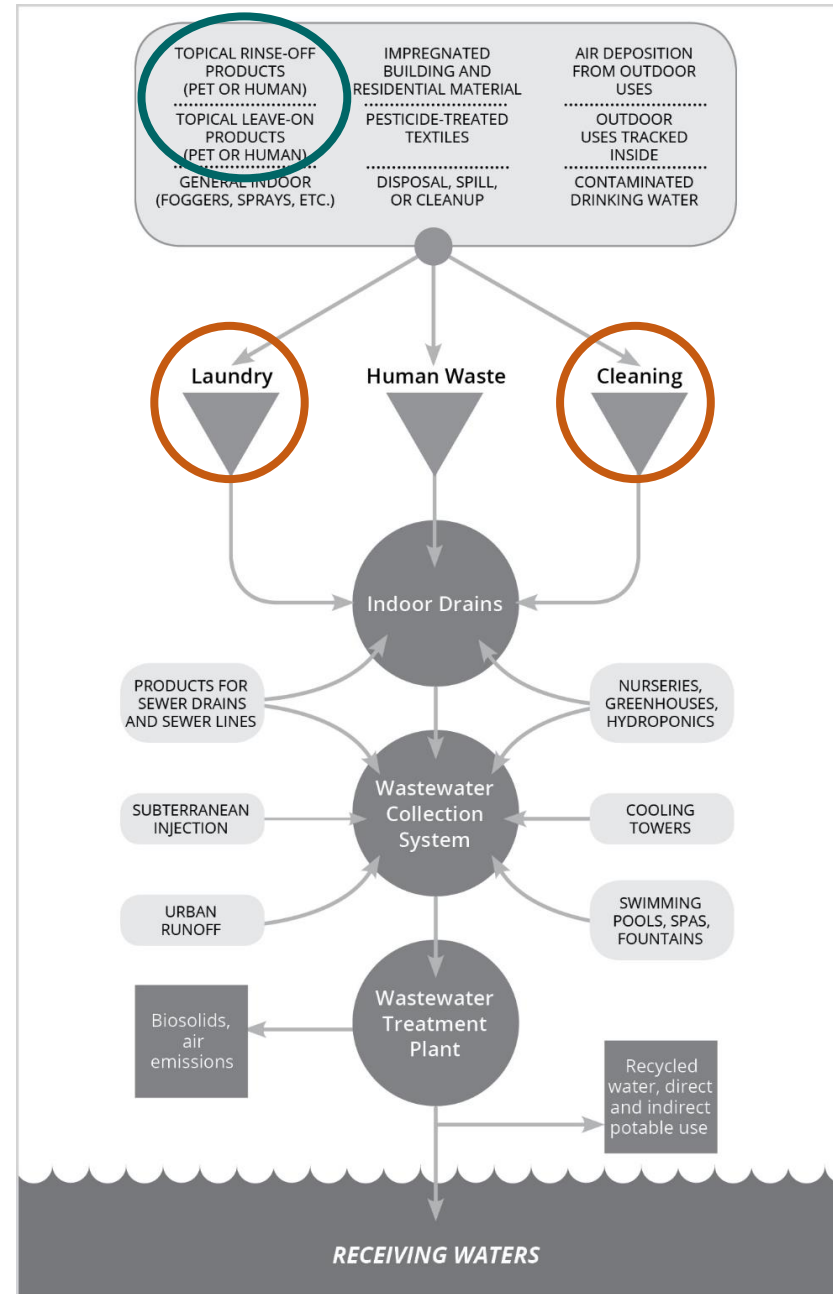 TOPICAL RINSE-OFF
PRODUCTS
(PET OR HUMAN)
TOPICAL LEAVE-ON
PRODUCTS
(PET OR HUMAN)
GENERAL INDOOR
(FOGGERS, SPRAYS, ETC.)
IMPREGNATED
BUILDING AND
RESIDENTIAL MATERIAL
PESTICIDE-TREATED
TEXTILES
DISPOSAL, SPILL,
OR CLEANUP
AIR DEPOSITION
FROM OUTDOOR
USES
OUTDOOR
USES TRACKED
INSIDE
CONTAMINATED
DRINKING WATER
Laundry
Human Waste
Cleaning
Indoor Drains
PRODUCTS FOR
SEWER DRAINS
AND SEWER LINES
NURSERIES,
GREENHOUSES,
HYDROPONICS
Wastewater
Collection
System
SUBTERRANEAN
INJECTION
COOLING
TOWERS
URBAN
RUNOFF
SWIMMING
POOLS, SPAS,
FOUNTAINS
Wastewater
Treatment
Plant
Biosolids,
air
emissions
Recycled
water, direct
and indirect
potable use
RECEIVING WATERS